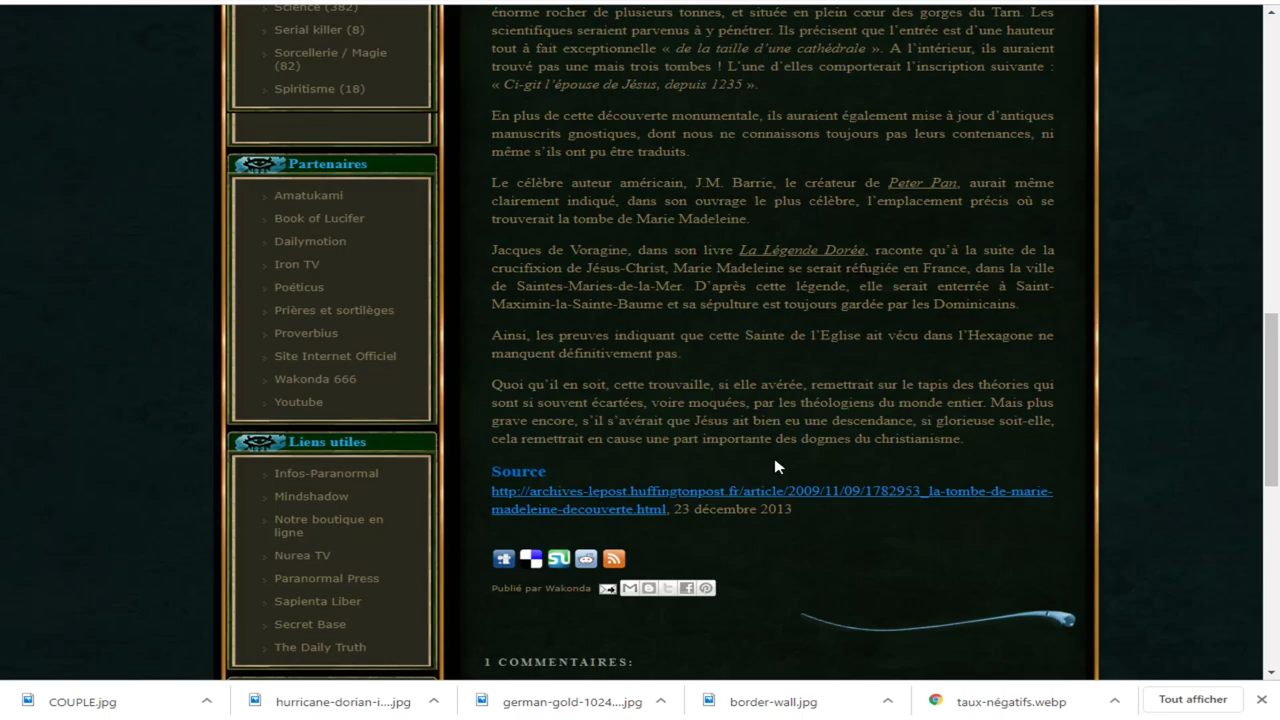 Science (382)
Serial killer (8)
Sorcellerie / Magie
(82)
Spiritisme (18)
Partenaires
Amatukami
Book of Lucifer
Dailymotion
Iron TV
Poéticus
Prières et sortilèges
Proverbius
Site Internet Officiel
Wakonda 666
Youtube
Liens utiles
Infos-Paranormal
Mindshadow
Notre boutique en
ligne
Nurea TV
Paranormal Press
Sapienta Liber
Secret Base
The Daily Truth
énorme rocher de plusieurs tonnes, et située en plein cœur des gorges du Tarn. Les
scientifiques seraient parvenus à y pénétrer. Ils précisent que l’entrée est d’une hauteur
tout à fait exceptionnelle « de la taille d’une cathédrale ». A l’intérieur, ils auraient
trouvé pas une mais trois tombes ! L’une d’elles comporterait l’inscription suivante :
« Ci-git l’épouse de Jésus, depuis 1235 ».
En plus de cette découverte monumentale, ils auraient également mise à jour d’antiques
manuscrits gnostiques, dont nous ne connaissons toujours pas leurs contenances, ni
même s’ils ont pu être traduits.
Le célèbre auteur américain, J.M. Barrie, le créateur de Peter Pan, aurait même
clairement indiqué, dans son ouvrage le plus célèbre, l’emplacement précis où se
trouverait la tombe de Marie Madeleine.
Jacques de Voragine, dans son livre La Légende Dorée, raconte qu’à la suite de la
crucifixion de Jésus-Christ, Marie Madeleine se serait réfugiée en France, dans la ville
de Saintes-Maries-de-la-Mer. D’après cette légende, elle serait enterrée à Saint-
Maximin-la-Sainte-Baume et sa sépulture est toujours gardée par les Dominicains.
Ainsi, les preuves indiquant que cette Sainte de l’Eglise ait vécu dans l’Hexagone ne
manquent définitivement pas.
Quoi qu’il en soit, cette trouvaille, si elle avérée, remettrait sur le tapis des théories qui
sont si souvent écartées, voire moquées, par les théologiens du monde entier. Mais plus
grave encore, s’il s’avérait que Jésus ait bien eu une descendance, si glorieuse soit-elle,
cela remettrait en cause une part importante des dogmes du christianisme.
Source
http://archives-lepost.huffingtonpost.fr/article/2009/11/09/1782953_la-tombe-de-marie-
madeleine-decouverte.html, 23 décembre 2013
Publié par Wakonda
1 COMMENTAIRES:
COUPLE.jpg
hurricane-dorian-i....jpg
german-gold-1024....jpg
border-wall.jpg
taux-négatifs.webp
Tout afficher